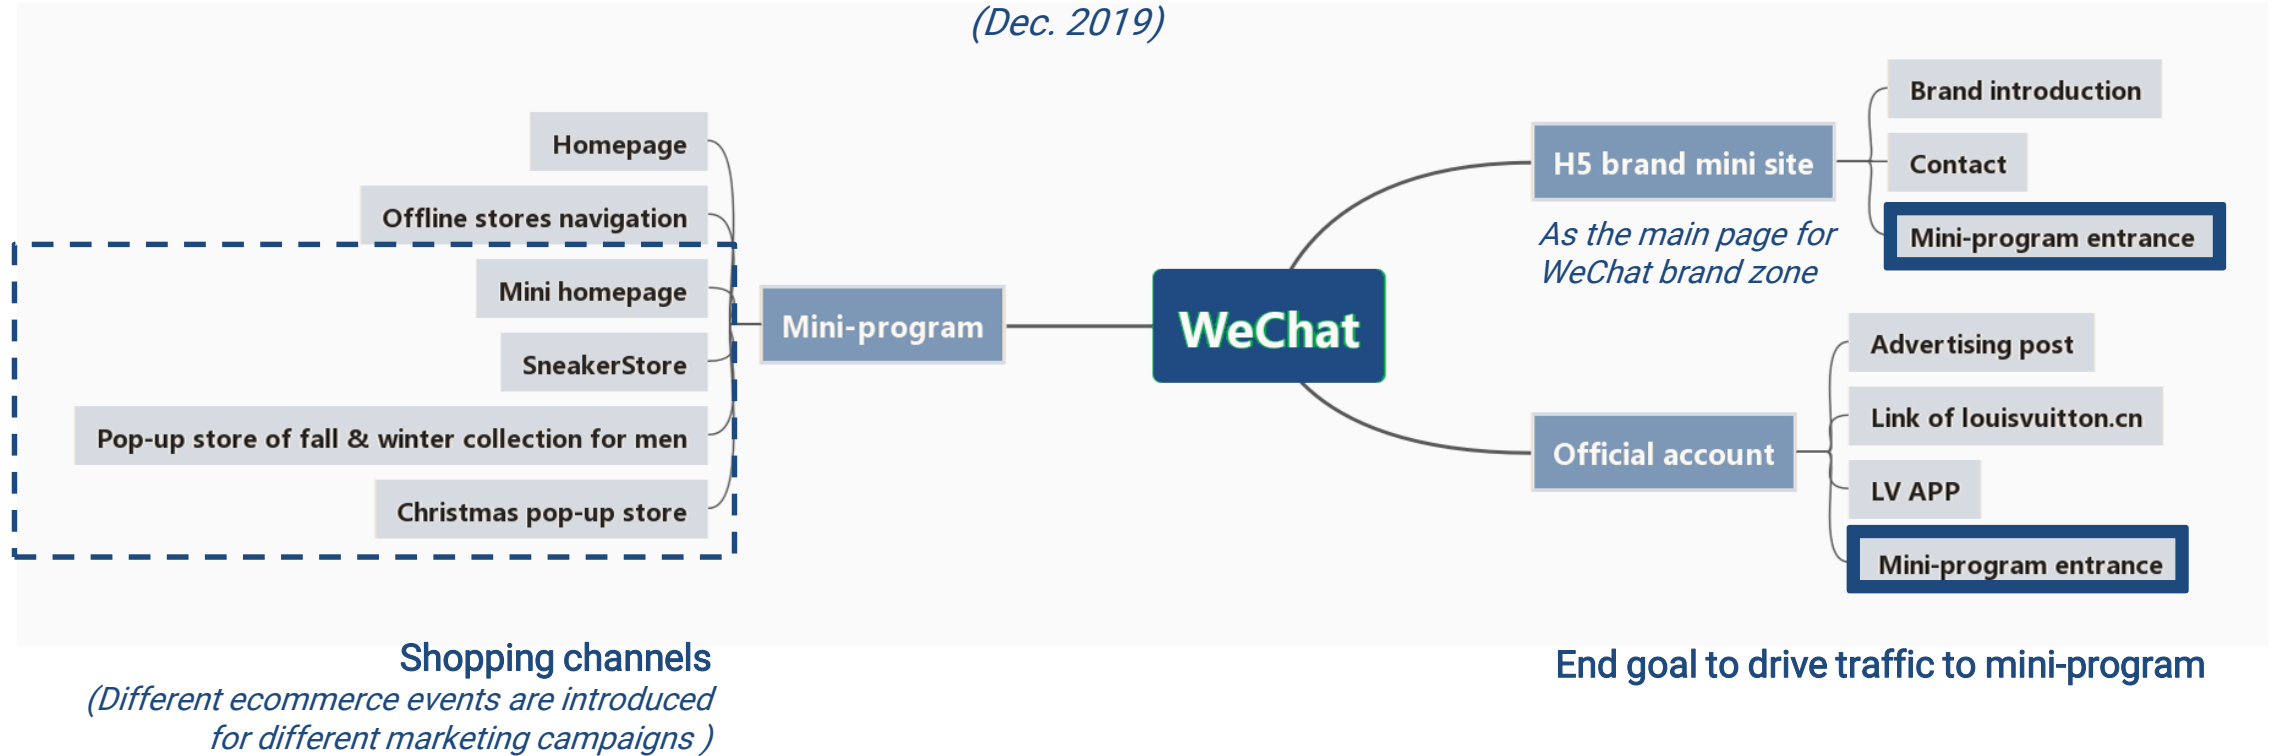 (Dec. 2019)
Homepage
Offline stores navigation
Mini homepage
SneakerStore
Pop-up store of fall & winter collection for men
Christmas pop-up store
Mini-program
WeChat
H5 brand mini site
As the main page for
WeChat brand zone
Brand introduction
Contact
Mini-program entrance
Official account
Advertising post
Link of louisvuitton.cn
LV APP
Mini-program entrance
Shopping channels
(Different ecommerce events are introduced
for different marketing campaigns )
End goal to drive traffic to mini-program